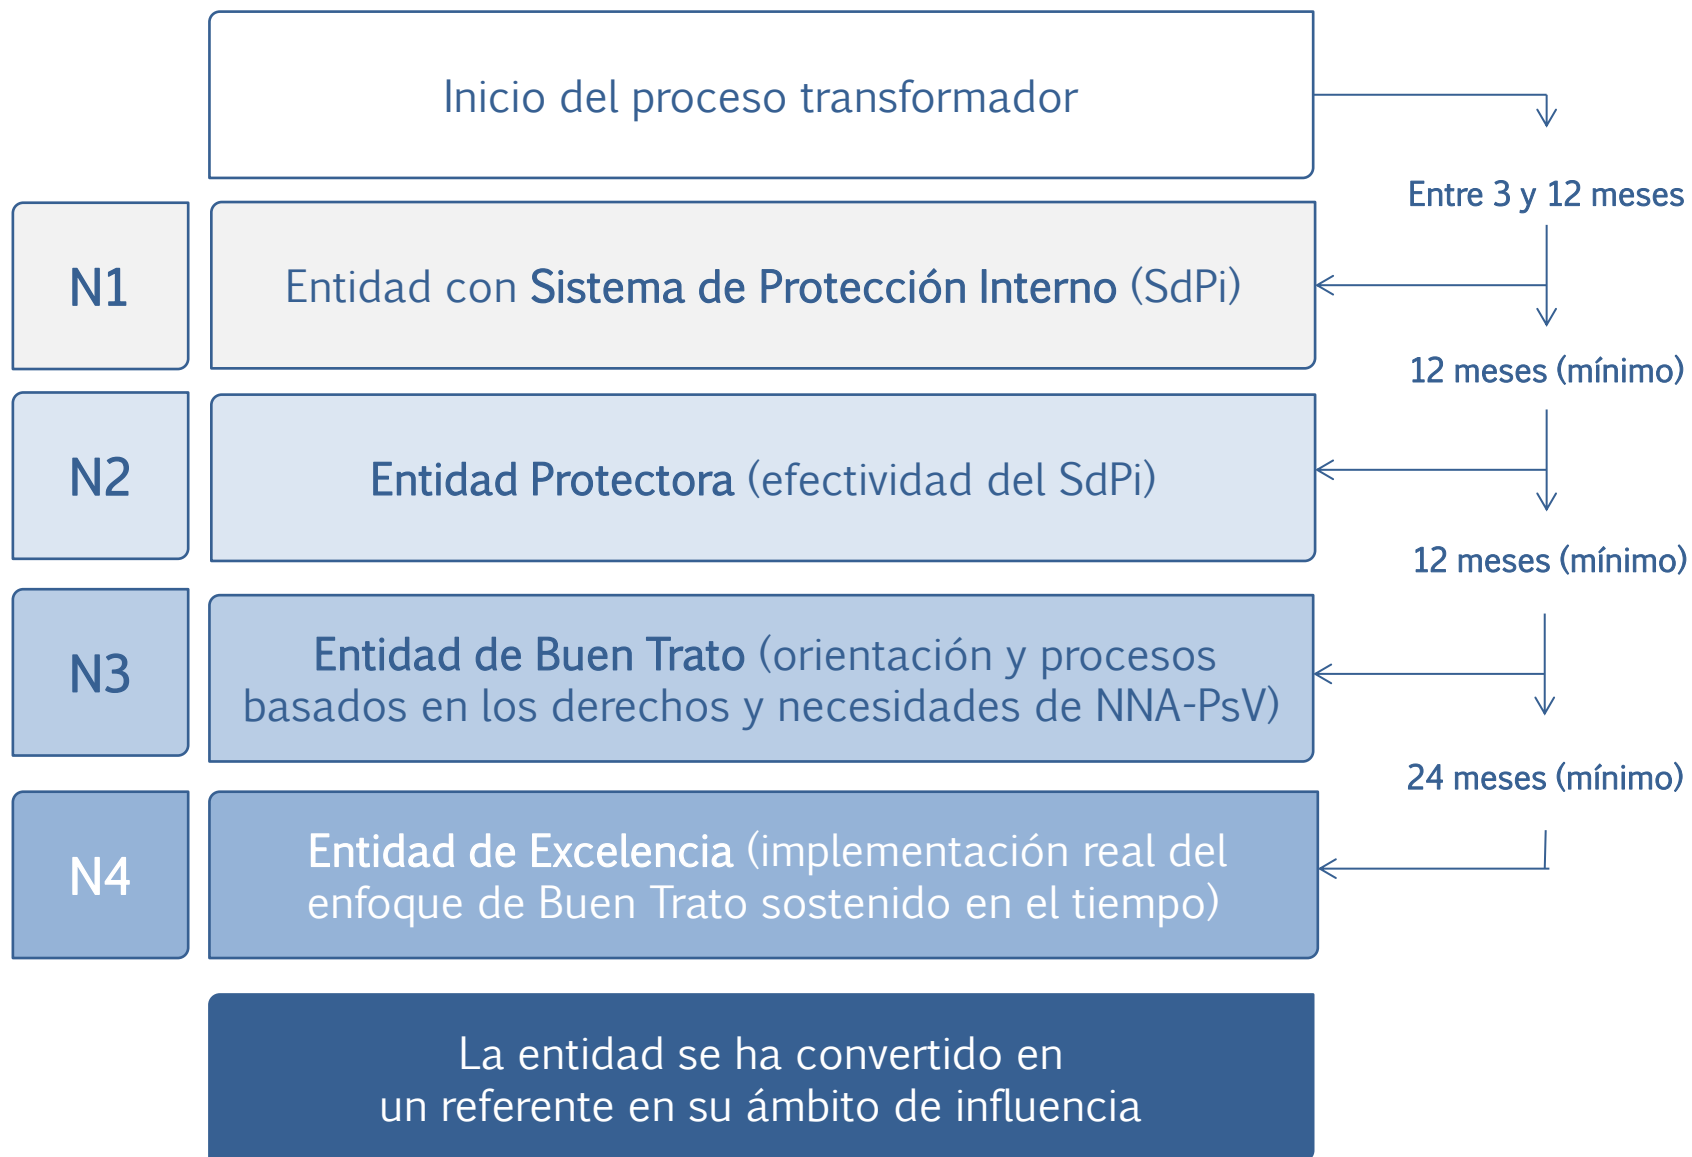 Inicio del proceso transformador
Entre 3 y 12 meses
N1
Entidad con Sistema de Protección Interno (SdPi)
12 meses (mínimo)
N2
Entidad Protectora (efectividad del SdPi)
12 meses (mínimo)
N3
Entidad de Buen Trato (orientación y procesos
basados en los derechos y necesidades de NNA-PsV)
24 meses (mínimo)
N4
Entidad de Excelencia (implementación real del
enfoque de Buen Trato sostenido en el tiempo)
La entidad se ha convertido en
un referente en su ámbito de influencia